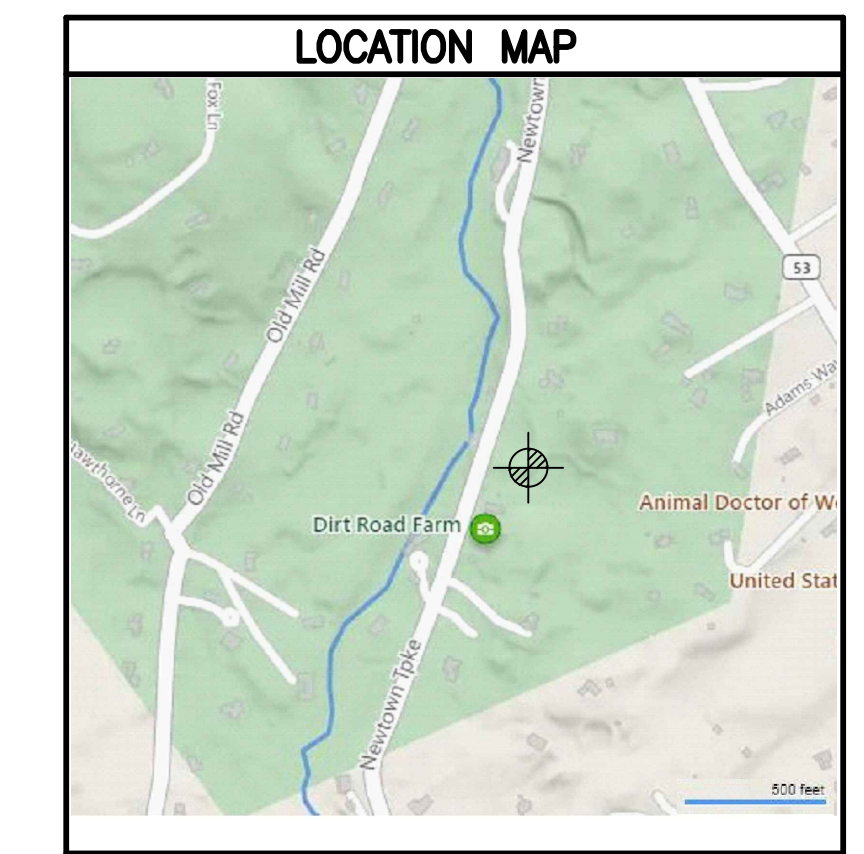 LOCATION MAP
Fox Ln
Newtown
Old Mill Rd
53
Adams Wa
Old Mill Rd
Hawthorne Ln
Animal Doctor of W
Dirt Road Farm
United Stat
Newtown Tpke
500 feet